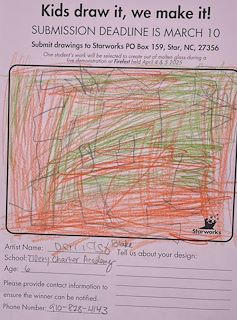 Kids draw it, we make it!
SUBMISSION DEADLINE IS MARCH 10
Submit drawings to Starworks PO Box 159, Star, NC, 27356
One student's work will be selected to create out of molten glass during a
live demonstration at Firefest held April 4 & 5 2025
Starworks
Artist Name: Blake
Tell us about your design:
School: Charter Academy
Age: 6
Please provide contact information to
ensure the winner can be notified.
Phone Number: 910-828-4143